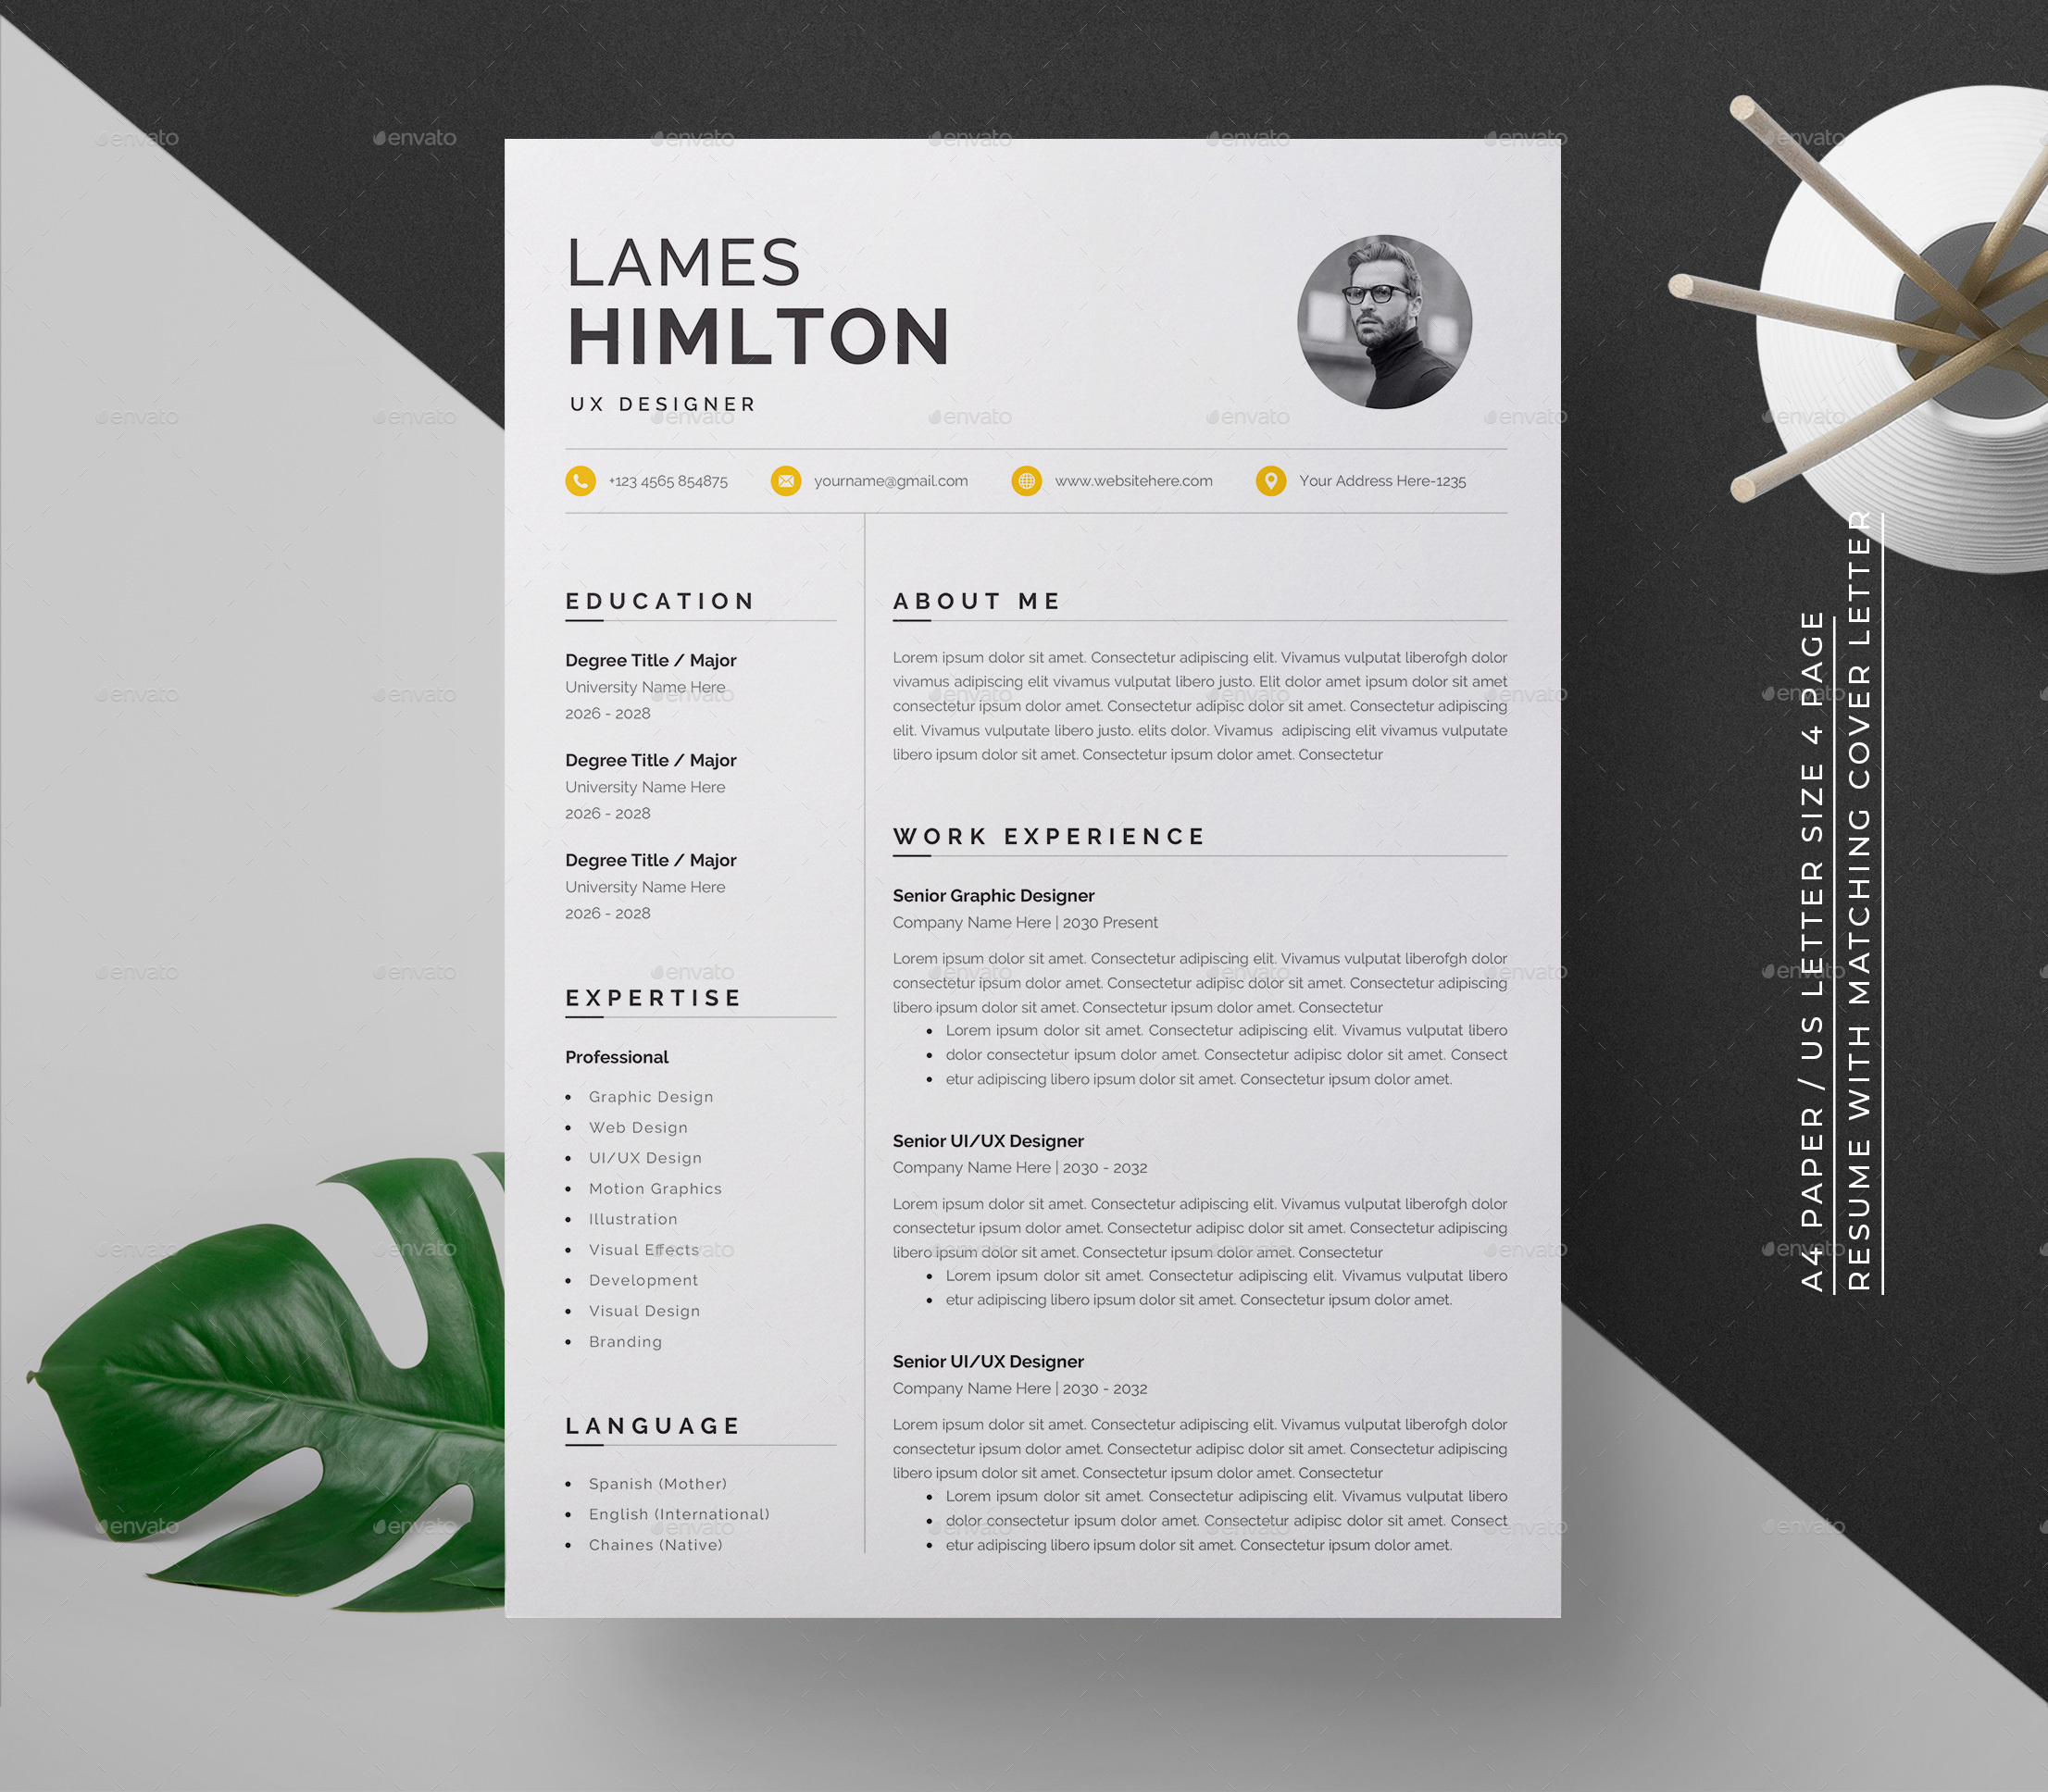 LAMES
HIMLTON
UX DESIGNER
+123 4565 854875
yourname@gmail.com
www.websitehere.com
Your Address Here-1235
EDUCATION
Degree Title / Major
University Name Here
2026 - 2028
Degree Title / Major
University Name Here
2026 - 2028
Degree Title / Major
University Name Here
2026 - 2028
EXPERTISE
Professional
• Graphic Design
• Web Design
• UI/UX Design
• Motion Graphics
• Illustration
• Visual Effects
• Development
• Visual Design
• Branding
LANGUAGE
• Spanish (Mother)
• English (International)
• Chaines (Native)
ABOUT ME
Lorem ipsum dolor sit amet. Consectetur adipiscing elit. Vivamus vulputat liberofgh dolor
vivamus adipiscing elit vivamus vulputat libero justo. Elit dolor amet ipsum dolor sit amet
consectetur ipsum dolor amet. Consectetur adipisc dolor sit amet. Consectetur adipiscing
elit. Vivamus vulputate libero justo. elits dolor. Vivamus adipiscing elit vivamus vulputate
libero ipsum dolor sit amet. Consectetur ipsum dolor amet. Consectetur
WORK EXPERIENCE
Senior Graphic Designer
Company Name Here | 2030 Present
Lorem ipsum dolor sit amet. Consectetur adipiscing elit. Vivamus vulputat liberofgh dolor
consectetur ipsum dolor amet. Consectetur adipisc dolor sit amet. Consectetur adipiscing
libero ipsum dolor sit amet. Consectetur ipsum dolor amet. Consectetur
• Lorem ipsum dolor sit amet. Consectetur adipiscing elit. Vivamus vulputat libero
• dolor consectetur ipsum dolor amet. Consectetur adipisc dolor sit amet. Consect
• etur adipiscing libero ipsum dolor sit amet. Consectetur ipsum dolor amet.
Senior UI/UX Designer
Company Name Here | 2030 - 2032
Lorem ipsum dolor sit amet. Consectetur adipiscing elit. Vivamus vulputat liberofgh dolor
consectetur ipsum dolor amet. Consectetur adipisc dolor sit amet. Consectetur adipiscing
libero ipsum dolor sit amet. Consectetur ipsum dolor amet. Consectetur
• Lorem ipsum dolor sit amet. Consectetur adipiscing elit. Vivamus vulputat libero
• etur adipiscing libero ipsum dolor sit amet. Consectetur ipsum dolor amet.
Senior UI/UX Designer
Company Name Here | 2030 - 2032
Lorem ipsum dolor sit amet. Consectetur adipiscing elit. Vivamus vulputat liberofgh dolor
consectetur ipsum dolor amet. Consectetur adipisc dolor sit amet. Consectetur adipiscing
libero ipsum dolor sit amet. Consectetur ipsum dolor amet. Consectetur
• Lorem ipsum dolor sit amet. Consectetur adipiscing elit. Vivamus vulputat libero
• dolor consectetur ipsum dolor amet. Consectetur adipisc dolor sit amet. Consect
• etur adipiscing libero ipsum dolor sit amet. Consectetur ipsum dolor amet.
A4 PAPER / US LETTER SIZE 4 PAGE
RESUME WITH MATCHING COVER LETTER
envato